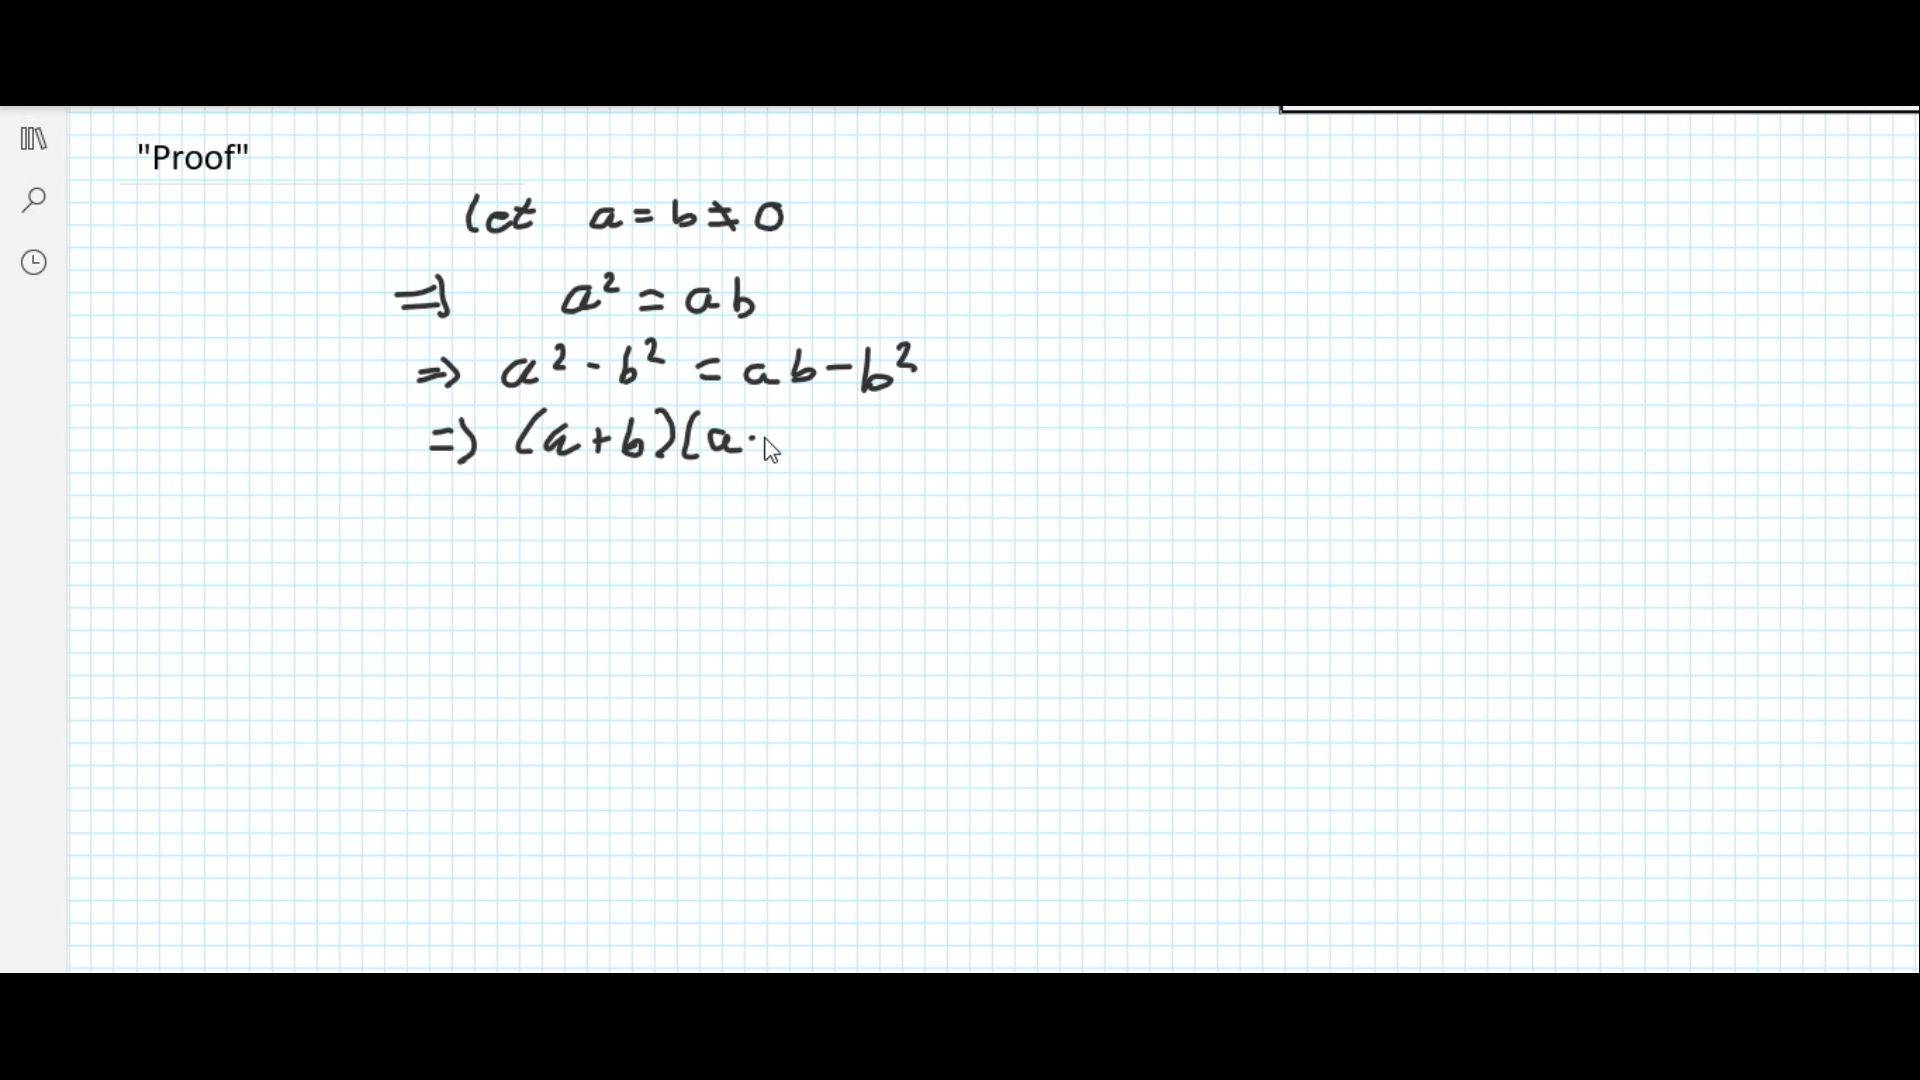 "Proof"
let a = b ≠ 0
⇒ a² = ab
⇒ a² - b² = ab - b²
⇒ (a+b)(a-